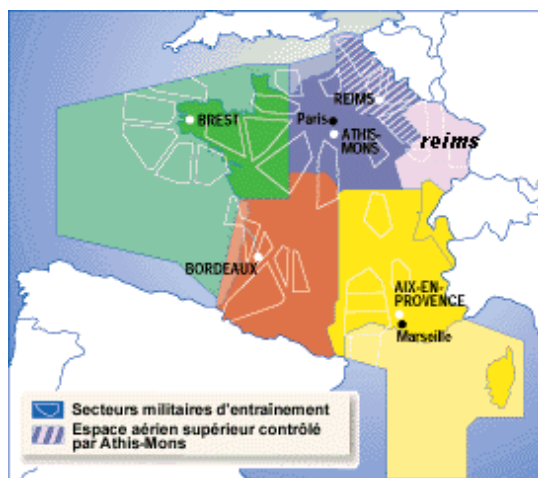 REIMS
Paris
BREST
ATHIS-
MONS
reims
BORDEAUX
AIX-EN-
PROVENCE
Marseille
Secteurs militaires d'entraînement
Espace aérien supérieur contrôlé
par Athis-Mons